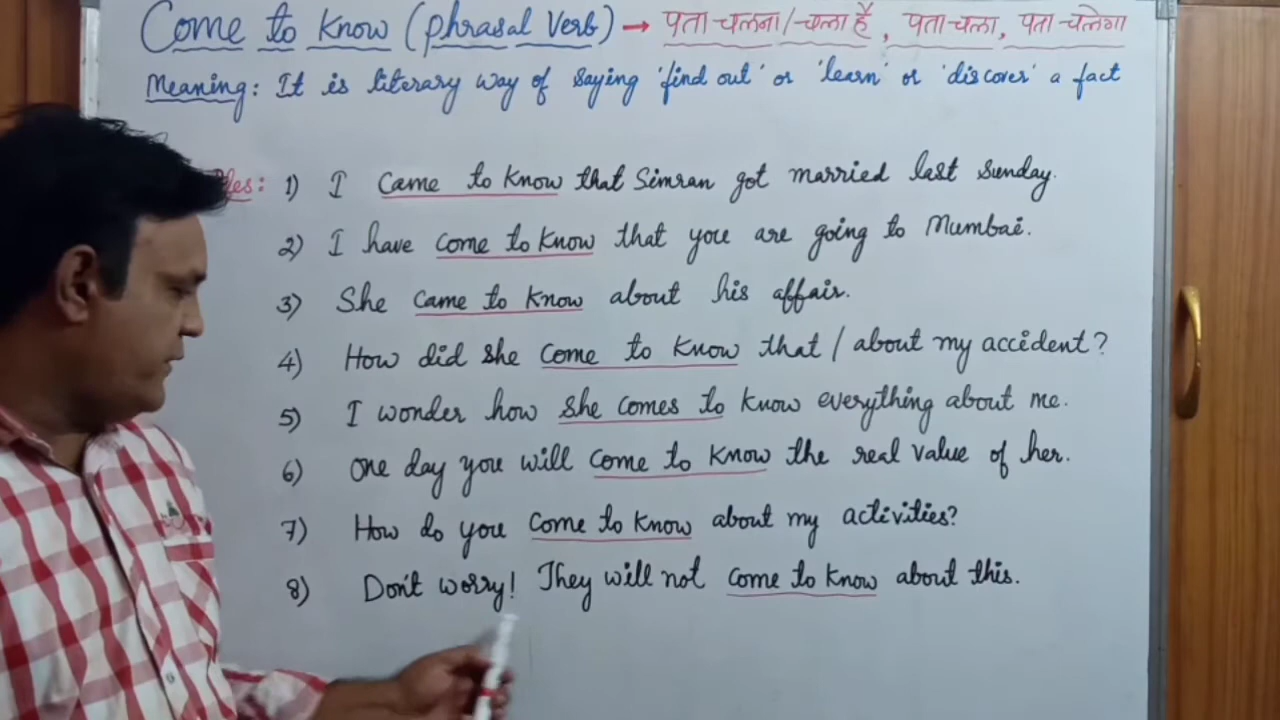 Come to know (phrasal verb) → पता चलना/चला है, पता चला, पता चलेगा
Meaning: It is literary way of saying 'find out' or 'learn' or 'discover' a fact
1) I came to know that Simran got married last Sunday.
2) I have come to know that you are going to Mumbai.
3) She came to know about his affair.
4) How did she come to know that / about my accident?
5) I wonder how she comes to know everything about me.
6) One day you will come to know the real value of her.
7) How do you come to know about my activities?
8) Don't worry! They will not come to know about this.